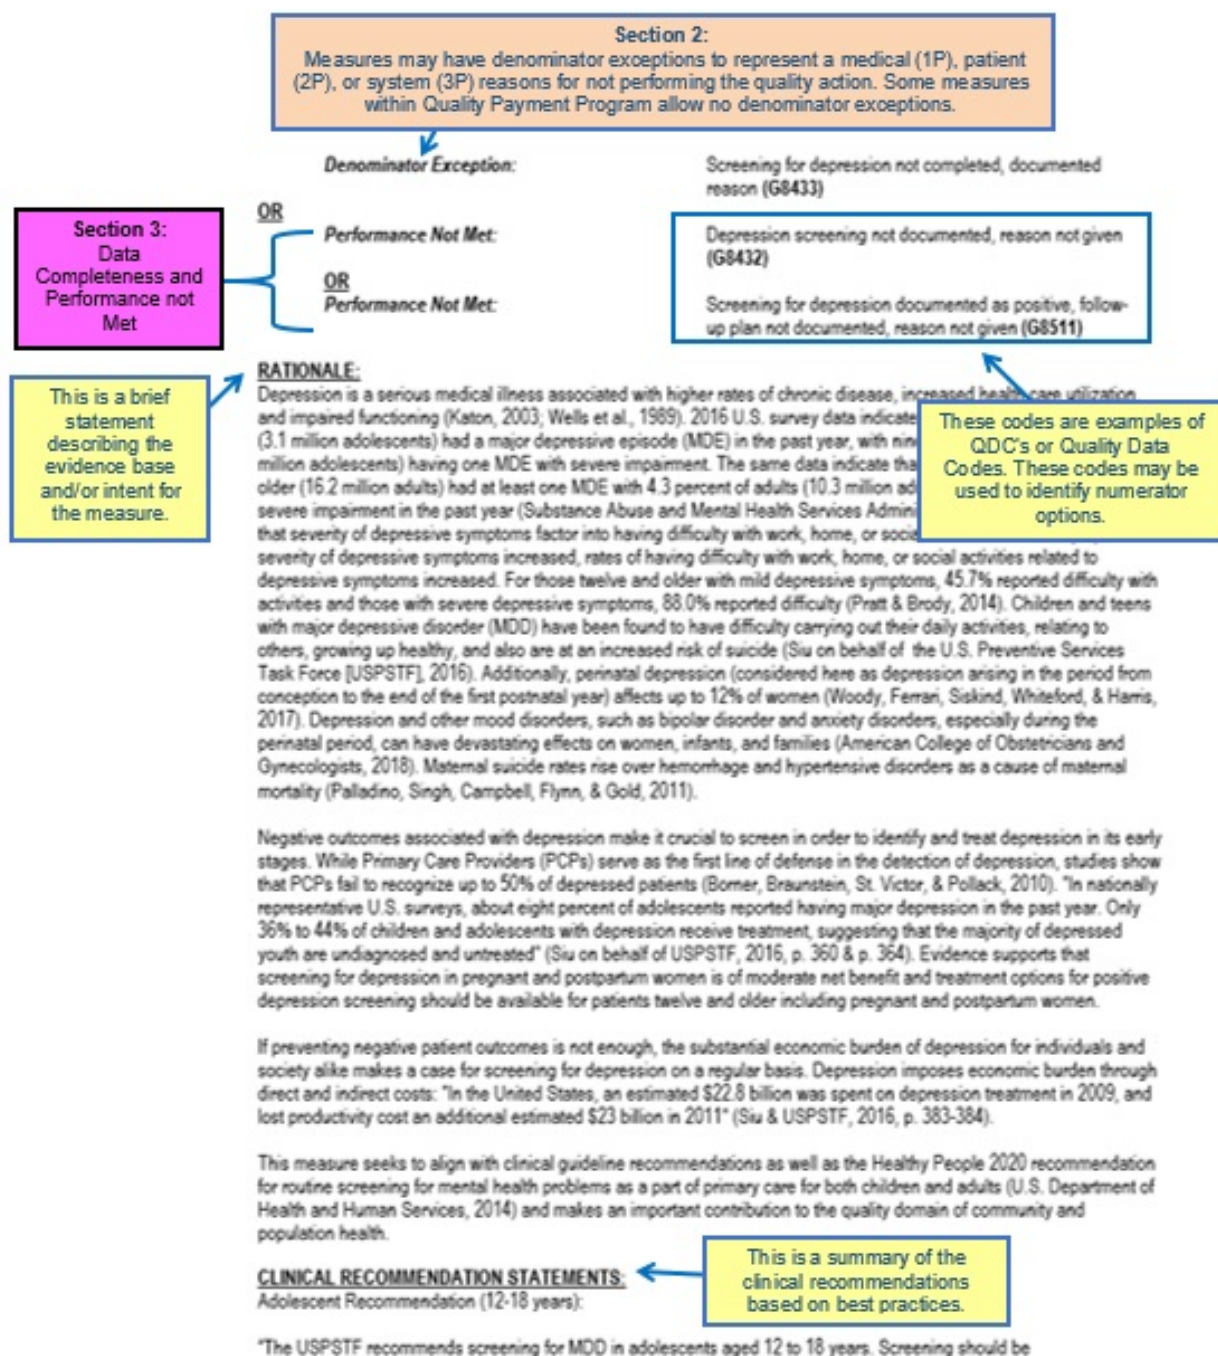 Section 2:
Measures may have denominator exceptions to represent a medical (1P), patient
(2P), or system (3P) reasons for not performing the quality action. Some measures
within Quality Payment Program allow no denominator exceptions.
Denominator Exception:
Screening for depression not completed, documented
reason (G8433)
OR
Section 3:
Data
Completeness and
Performance not
Met
Performance Not Met:
Depression screening not documented, reason not given
(G8432)
OR
Performance Not Met:
Screening for depression documented as positive, follow-
up plan not documented, reason not given (G8511)
This is a brief
statement
describing the
evidence base
and/or intent for
the measure.
RATIONALE:
Depression is a serious medical illness associated with higher rates of chronic disease, increased health care utilization
and impaired functioning (Katon, 2003; Wells et al., 1989). 2016 U.S. survey data indicate
(3.1 million adolescents) had a major depressive episode (MDE) in the past year, with nine
million adolescents) having one MDE with severe impairment. The same data indicate tha
older (16.2 million adults) had at least one MDE with 4.3 percent of adults (10.3 million ad
severe impairment in the past year (Substance Abuse and Mental Health Services Admini
that severity of depressive symptoms factor into having difficulty with work, home, or socia
These codes are examples of
QDC's or Quality Data
Codes. These codes may be
used to identify numerator
options.
severity of depressive symptoms increased, rates of having difficulty with work, home, or social activities related to
depressive symptoms increased. For those twelve and older with mild depressive symptoms, 45.7% reported difficulty with
activities and those with severe depressive symptoms, 88.0% reported difficulty (Pratt & Brody, 2014). Children and teens
with major depressive disorder (MDD) have been found to have difficulty carrying out their daily activities, relating to
others, growing up healthy, and also are at an increased risk of suicide (Siu on behalf of the U.S. Preventive Services
Task Force [USPSTF], 2016). Additionally, perinatal depression (considered here as depression arising in the period from
conception to the end of the first postnatal year) affects up to 12% of women (Woody, Ferrari, Siskind, Whiteford, & Harris,
2017). Depression and other mood disorders, such as bipolar disorder and anxiety disorders, especially during the
perinatal period, can have devastating effects on women, infants, and families (American College of Obstetricians and
Gynecologists, 2018). Maternal suicide rates rise over hemorrhage and hypertensive disorders as a cause of maternal
mortality (Palladino, Singh, Campbell, Flynn, & Gold, 2011).
Negative outcomes associated with depression make it crucial to screen in order to identify and treat depression in its early
stages. While Primary Care Providers (PCPs) serve as the first line of defense in the detection of depression, studies show
that PCPs fail to recognize up to 50% of depressed patients (Borner, Braunstein, St. Victor, & Pollack, 2010). "In nationally
representative U.S. surveys, about eight percent of adolescents reported having major depression in the past year. Only
36% to 44% of children and adolescents with depression receive treatment, suggesting that the majority of depressed
youth are undiagnosed and untreated" (Siu on behalf of USPSTF, 2016, p. 360 & p. 364). Evidence supports that
screening for depression in pregnant and postpartum women is of moderate net benefit and treatment options for positive
depression screening should be available for patients twelve and older including pregnant and postpartum women.
If preventing negative patient outcomes is not enough, the substantial economic burden of depression for individuals and
society alike makes a case for screening for depression on a regular basis. Depression imposes economic burden through
direct and indirect costs: "In the United States, an estimated $22.8 billion was spent on depression treatment in 2009, and
lost productivity cost an additional estimated $23 billion in 2011" (Siu & USPSTF, 2016, p. 383-384).
This measure seeks to align with clinical guideline recommendations as well as the Healthy People 2020 recommendation
for routine screening for mental health problems as a part of primary care for both children and adults (U.S. Department of
Health and Human Services, 2014) and makes an important contribution to the quality domain of community and
population health.
This is a summary of the
clinical recommendations
based on best practices.
CLINICAL RECOMMENDATION STATEMENTS:
Adolescent Recommendation (12-18 years):
"The USPSTF recommends screening for MDD in adolescents aged 12 to 18 years. Screening should be